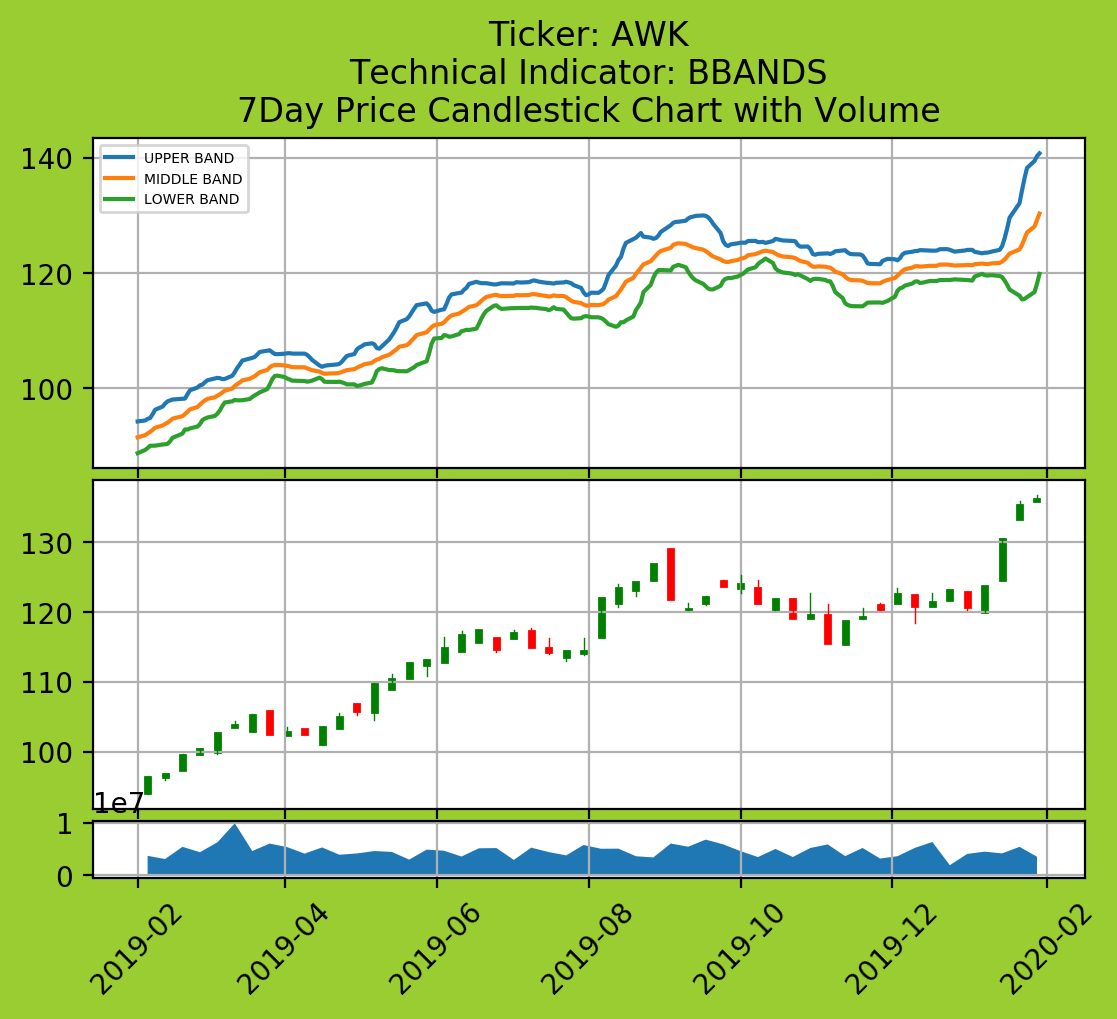 Ticker: AWK
Technical Indicator: BBANDS
7Day Price Candlestick Chart with Volume
140
120
100
UPPER BAND
MIDDLE BAND
LOWER BAND
130
120
110
100
1e7
1
0
2019-02
2019-04
2019-06
2019-08
2019-10
2019-12
2020-02